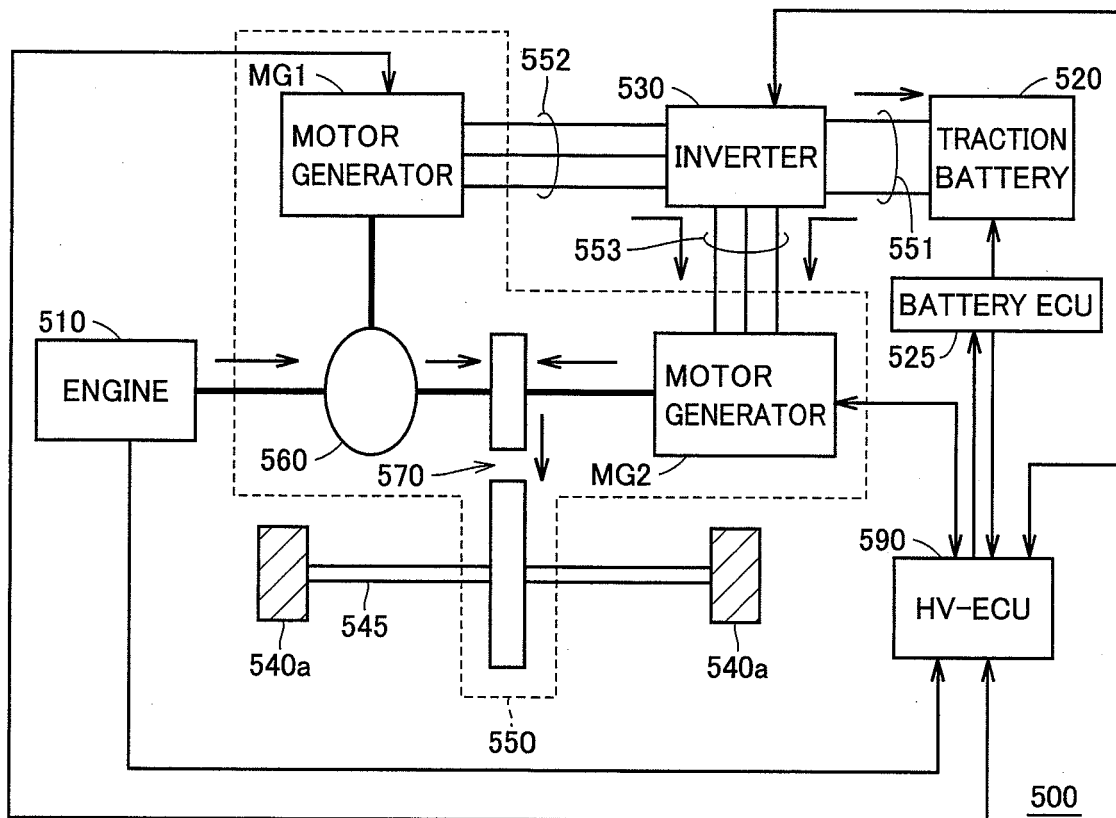 552
530
520
MG1
MOTOR
GENERATOR
INVERTER
TRACTION
BATTERY
553
551
510
BATTERY ECU
525
ENGINE
MOTOR
GENERATOR
560
570
MG2
590
HV-ECU
545
540a
540a
550
500